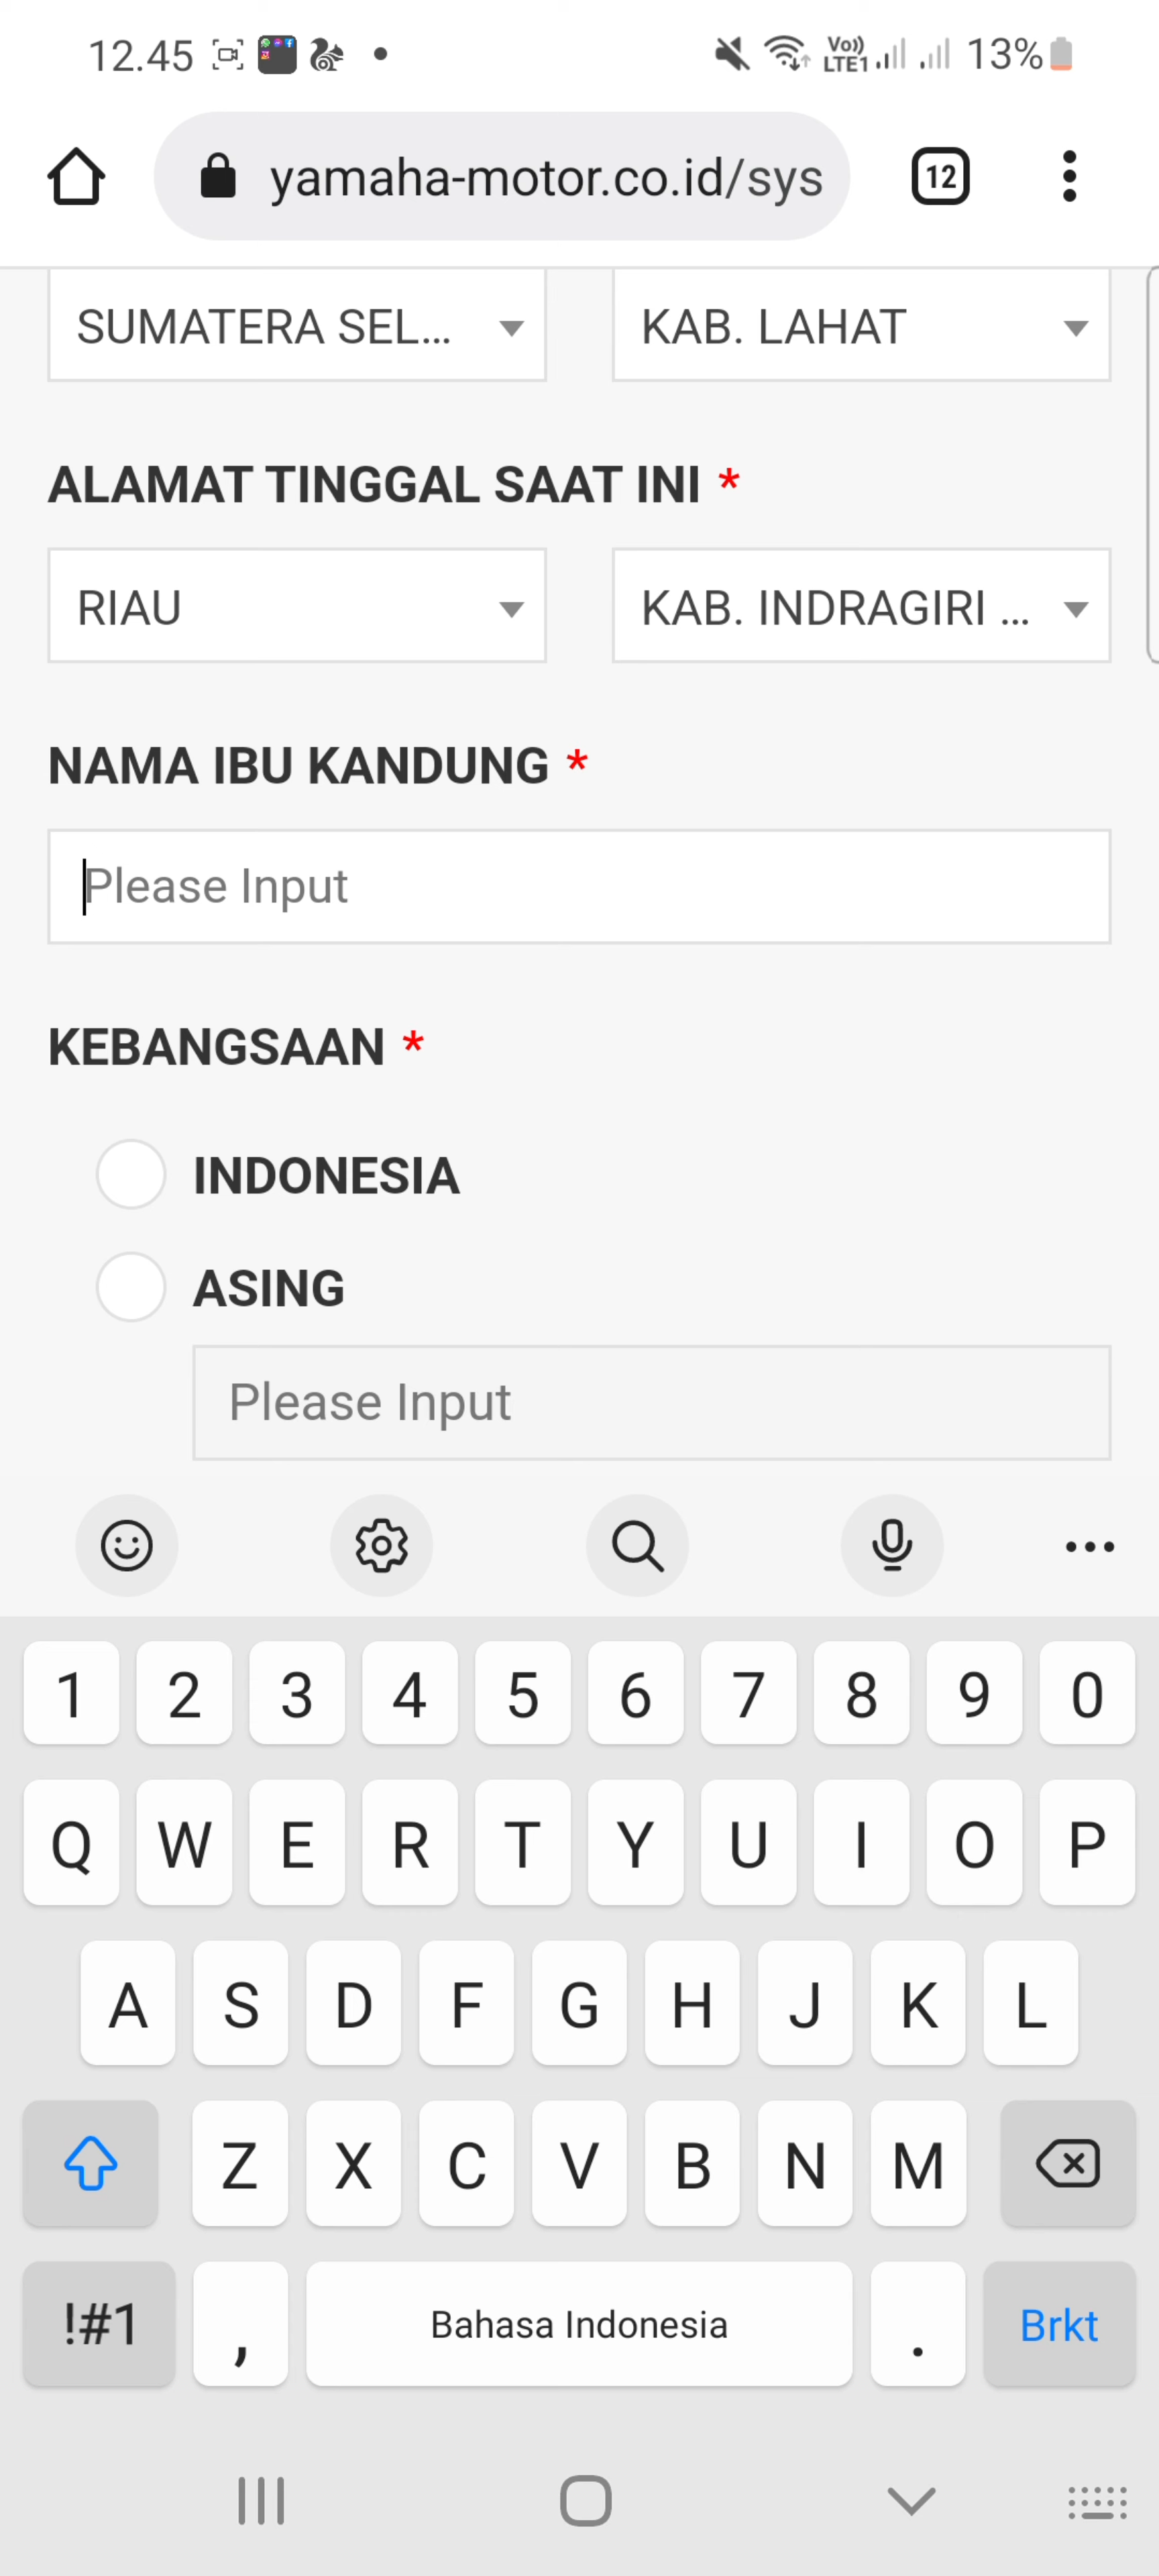 12.45 Vo)) LTE1 13%
yamaha-motor.co.id/sys 12
SUMATERA SEL... KAB. LAHAT
ALAMAT TINGGAL SAAT INI *
RIAU KAB. INDRAGIRI ...
NAMA IBU KANDUNG *
Please Input
KEBANGSAAN *
INDONESIA
ASING
Please Input
1 2 3 4 5 6 7 8 9 0
Q W E R T Y U I O P
A S D F G H J K L
Z X C V B N M
!#1 , Bahasa Indonesia . Brkt